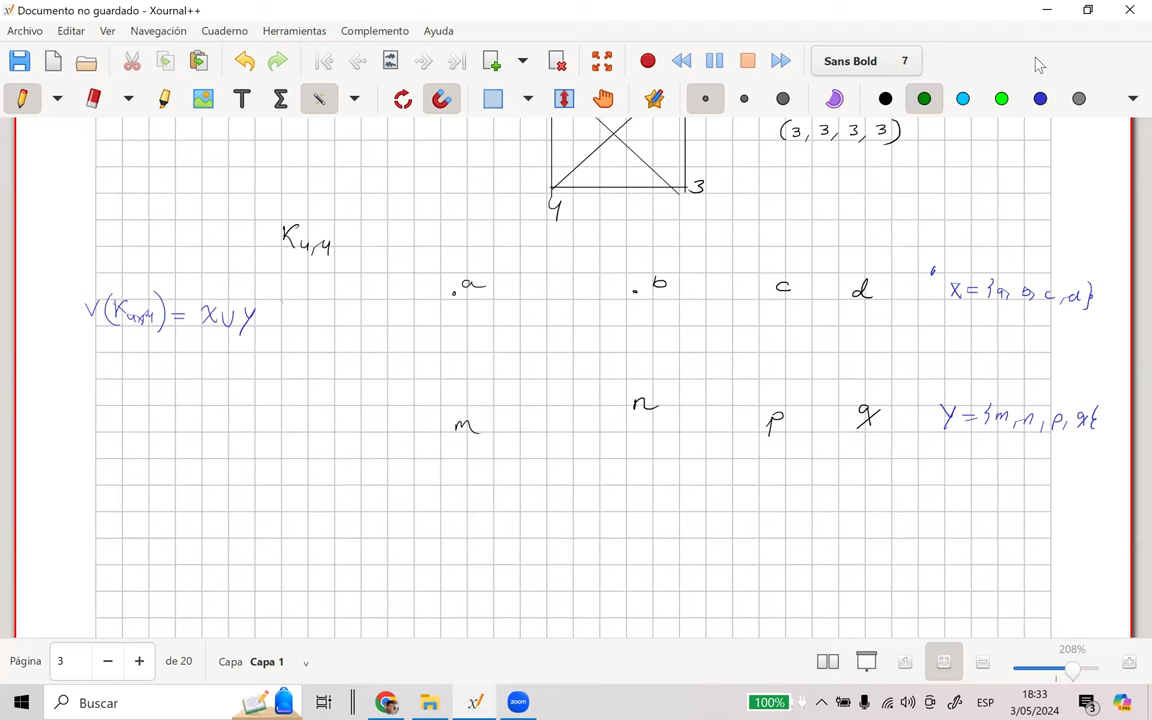 Documento no guardado - Xournal++
Archivo Editar Ver Navegación Cuaderno Herramientas Complemento Ayuda
Sans Bold 7
(3, 3, 3, 3)
3
4
K4,4
a b c d X = {a, b, c, d}
V(K4,4) = X ∪ Y
m n p q Y = {m, n, p, q}
208%
Página 3 de 20 Capa Capa 1
Buscar
zoom
100% ESP 18:33
3/05/2024 3